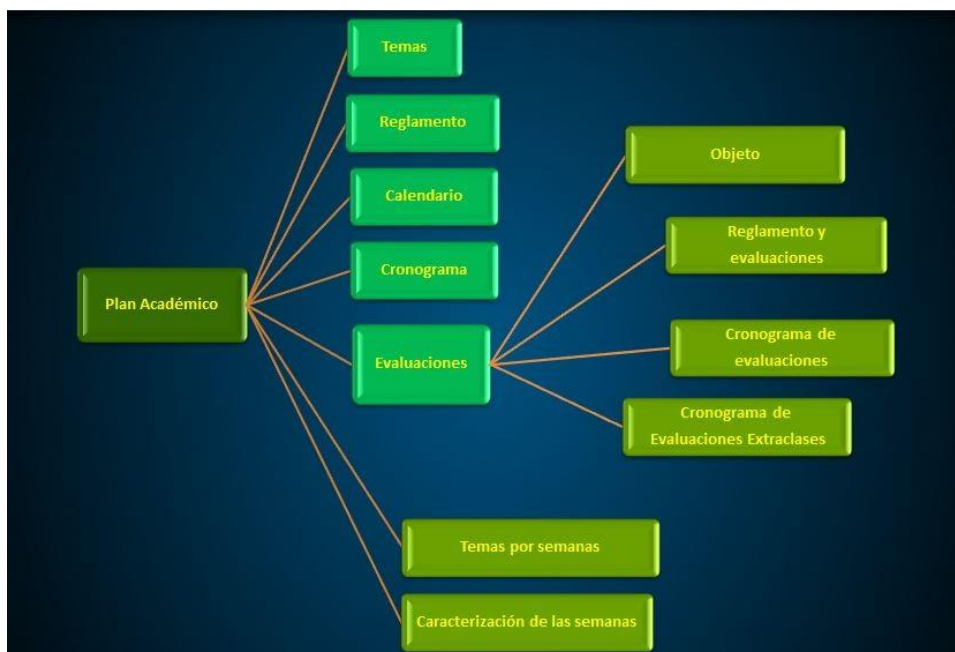 Temas
Reglamento
Calendario
Cronograma
Plan Académico
Evaluaciones
Objeto
Reglamento y
evaluaciones
Cronograma de
evaluaciones
Cronograma de
Evaluaciones Extraclases
Temas por semanas
Caracterización de las semanas